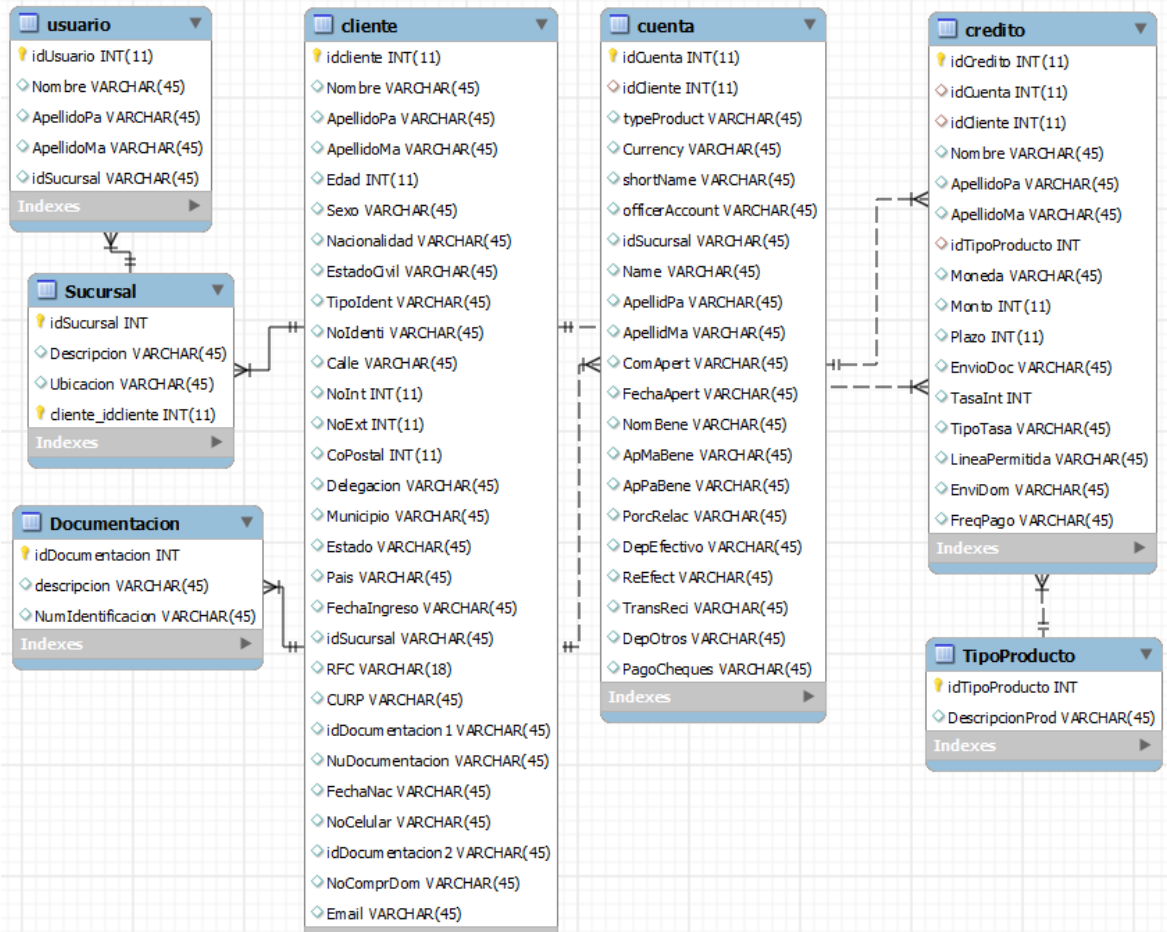 usuario
idUsuario INT(11)
Nombre VARCHAR(45)
ApellidoPa VARCHAR(45)
ApellidoMa VARCHAR(45)
idSucursal VARCHAR(45)
Indexes
Sucursal
idSucursal INT
Descripcion VARCHAR(45)
Ubicacion VARCHAR(45)
cliente_idcliente INT(11)
Indexes
Documentacion
idDocumentacion INT
descripcion VARCHAR(45)
NumIdentificacion VARCHAR(45)
Indexes
cliente
idcliente INT(11)
Nombre VARCHAR(45)
ApellidoPa VARCHAR(45)
ApellidoMa VARCHAR(45)
Edad INT(11)
Sexo VARCHAR(45)
Nacionalidad VARCHAR(45)
EstadoCivil VARCHAR(45)
TipoIdent VARCHAR(45)
NoIdenti VARCHAR(45)
Calle VARCHAR(45)
NoInt INT(11)
NoExt INT(11)
CoPostal INT(11)
Delegacion VARCHAR(45)
Municipio VARCHAR(45)
Estado VARCHAR(45)
Pais VARCHAR(45)
FechaIngreso VARCHAR(45)
idSucursal VARCHAR(45)
RFC VARCHAR(18)
CURP VARCHAR(45)
idDocumentacion1 VARCHAR(45)
NuDocumentacion VARCHAR(45)
FechaNac VARCHAR(45)
NoCelular VARCHAR(45)
idDocumentacion2 VARCHAR(45)
NoComprDom VARCHAR(45)
Email VARCHAR(45)
cuenta
idCuenta INT(11)
idCliente INT(11)
typeProduct VARCHAR(45)
Currency VARCHAR(45)
shortName VARCHAR(45)
officerAccount VARCHAR(45)
idSucursal VARCHAR(45)
Name VARCHAR(45)
ApellidPa VARCHAR(45)
ApellidMa VARCHAR(45)
ComApert VARCHAR(45)
FechaApert VARCHAR(45)
NomBene VARCHAR(45)
ApMaBene VARCHAR(45)
ApPaBene VARCHAR(45)
PorcRelac VARCHAR(45)
DepEfectivo VARCHAR(45)
ReEfect VARCHAR(45)
TransReci VARCHAR(45)
DepOtros VARCHAR(45)
PagoCheques VARCHAR(45)
Indexes
credito
idCredito INT(11)
idCuenta INT(11)
idCliente INT(11)
Nombre VARCHAR(45)
ApellidoPa VARCHAR(45)
ApellidoMa VARCHAR(45)
idTipoProducto INT
Moneda VARCHAR(45)
Monto INT(11)
Plazo INT(11)
EnvioDoc VARCHAR(45)
TasaInt INT
TipoTasa VARCHAR(45)
LineaPermitida VARCHAR(45)
EnviDom VARCHAR(45)
FreqPago VARCHAR(45)
Indexes
TipoProducto
idTipoProducto INT
DescripcionProd VARCHAR(45)
Indexes